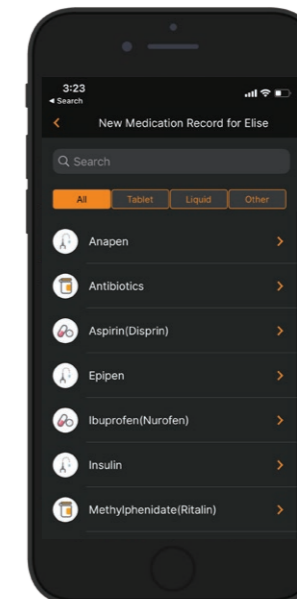 3:23
◂ Search
New Medication Record for Elise
Search
All Tablet Liquid Other
Anapen
Antibiotics
Aspirin(Disprin)
Epipen
Ibuprofen(Nurofen)
Insulin
Methylphenidate(Ritalin)